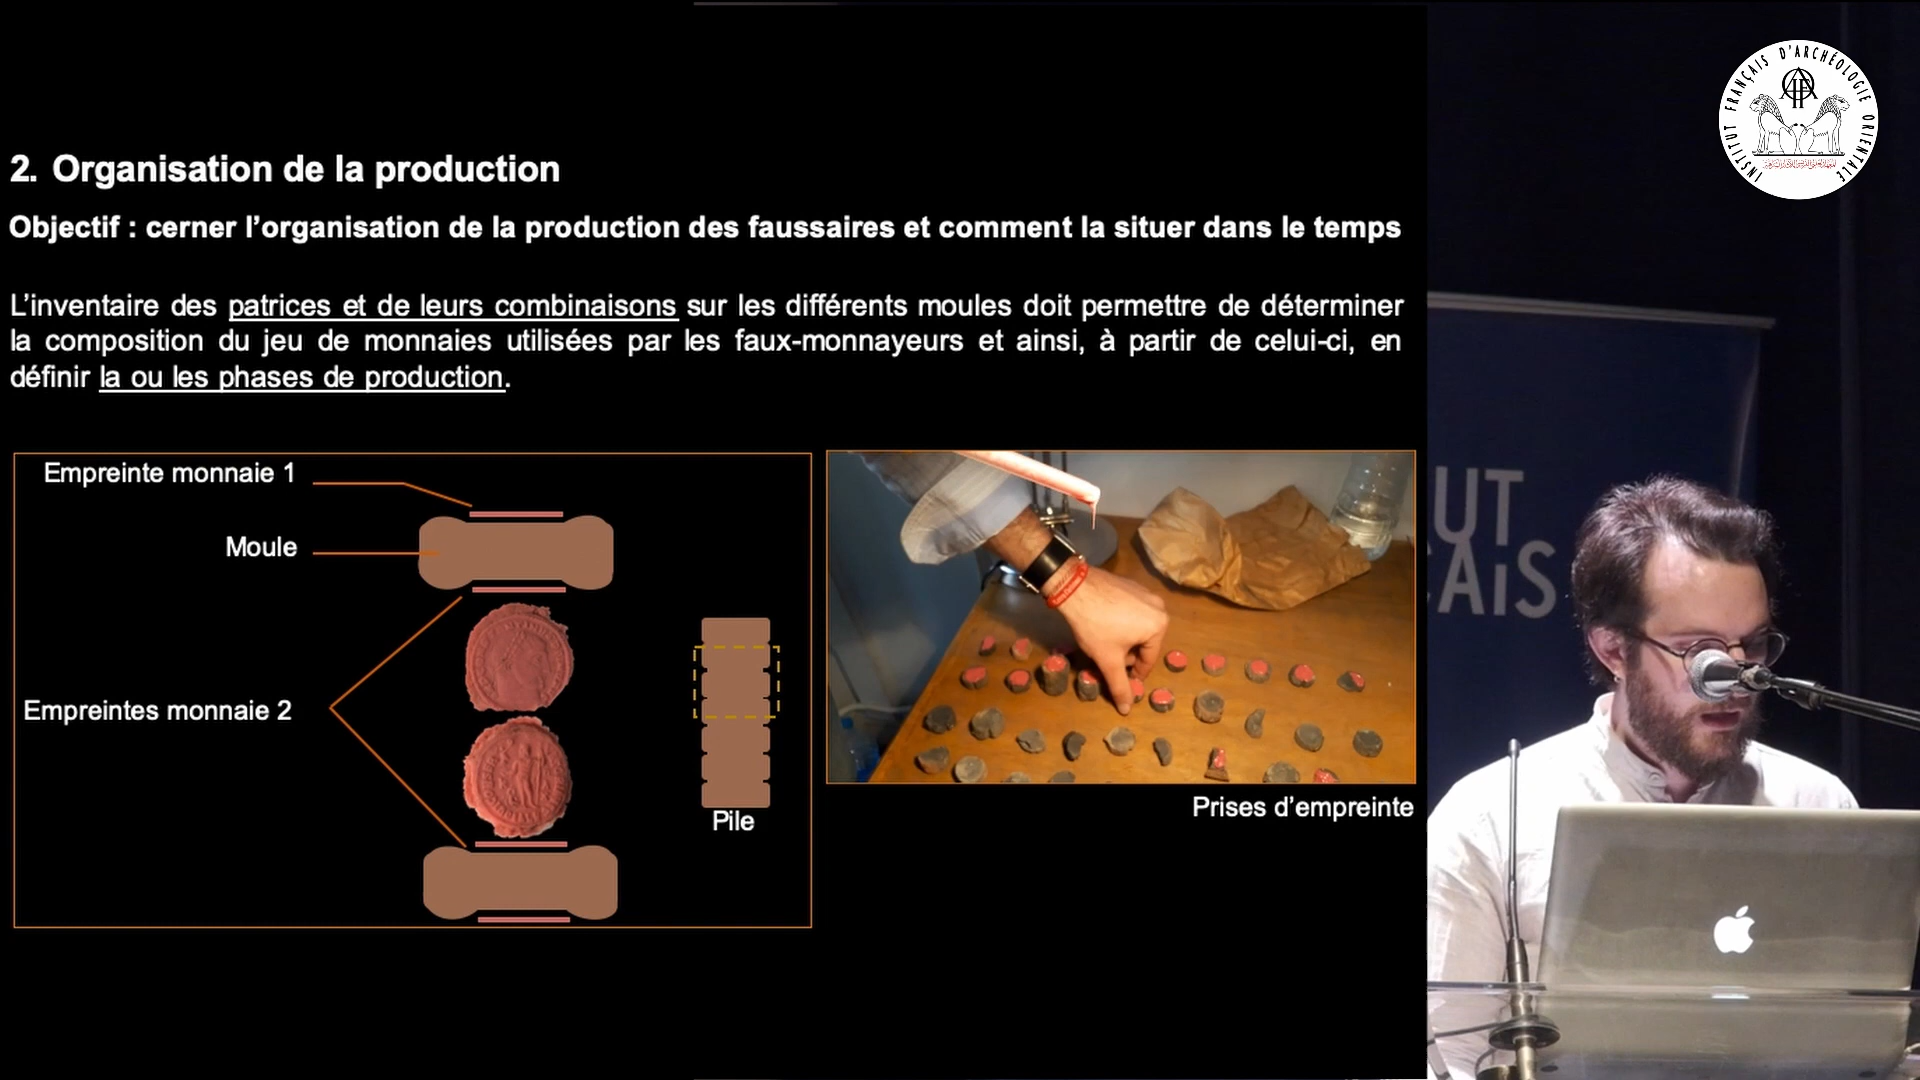 INSTITUT FRANÇAIS D'ARCHÉOLOGIE ORIENTALE
2. Organisation de la production
Objectif : cerner l'organisation de la production des faussaires et comment la situer dans le temps
L'inventaire des patrices et de leurs combinaisons sur les différents moules doit permettre de déterminer
la composition du jeu de monnaies utilisées par les faux-monnayeurs et ainsi, à partir de celui-ci, en
définir la ou les phases de production.
Empreinte monnaie 1
Moule
Empreintes monnaie 2
Pile
Prises d'empreinte
UT
AiS